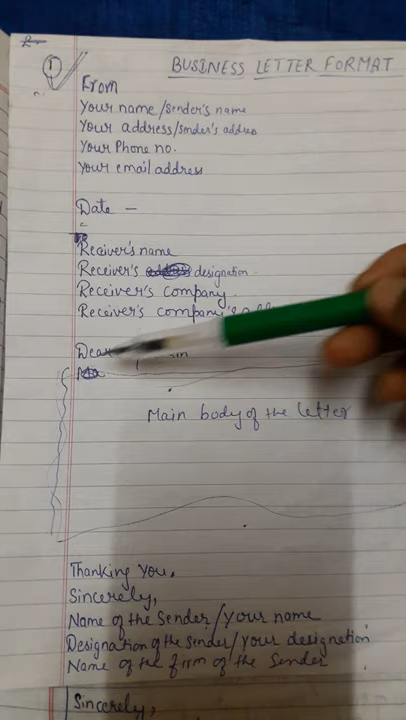 1
BUSINESS LETTER FORMAT
From
Your name/sender's name
Your address/sender's address
Your Phone no.
Your email address
Date -
Receiver's name
Receiver's designation
Receiver's company
Receiver's company's
Dear
Main body of the letter
Thanking You,
Sincerely,
Name of the Sender/your name
Designation of the sender/your designation
Name of the firm of the Sender
Sincerely,